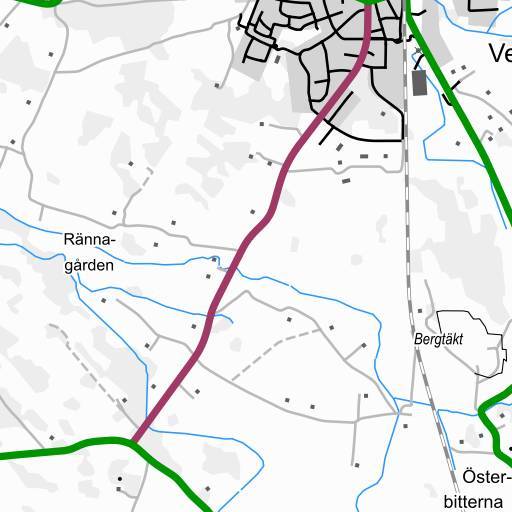 Ve
Ränna-
gården
Bergtäkt
Öster-
bitterna